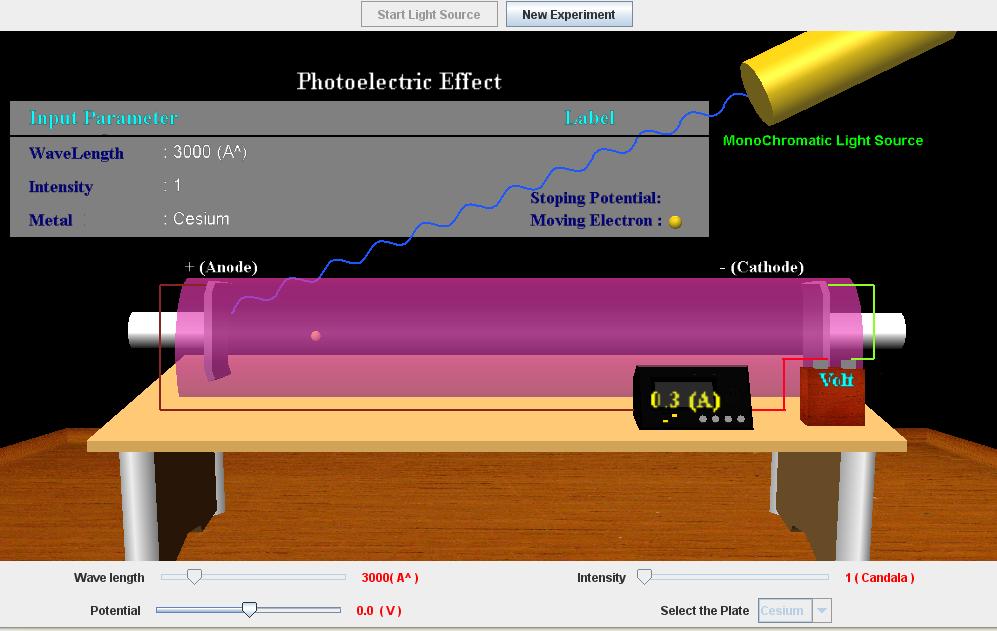 Start Light Source New Experiment
Photoelectric Effect
Input Parameter Label
MonoChromatic Light Source
WaveLength : 3000 (A^)
Intensity : 1
Stoping Potential:
Metal : Cesium Moving Electron :
+ (Anode) - (Cathode)
Volt
0.3 (A)
Wave length 3000( A^ ) Intensity 1 ( Candala )
Potential 0.0 ( V ) Select the Plate Cesium